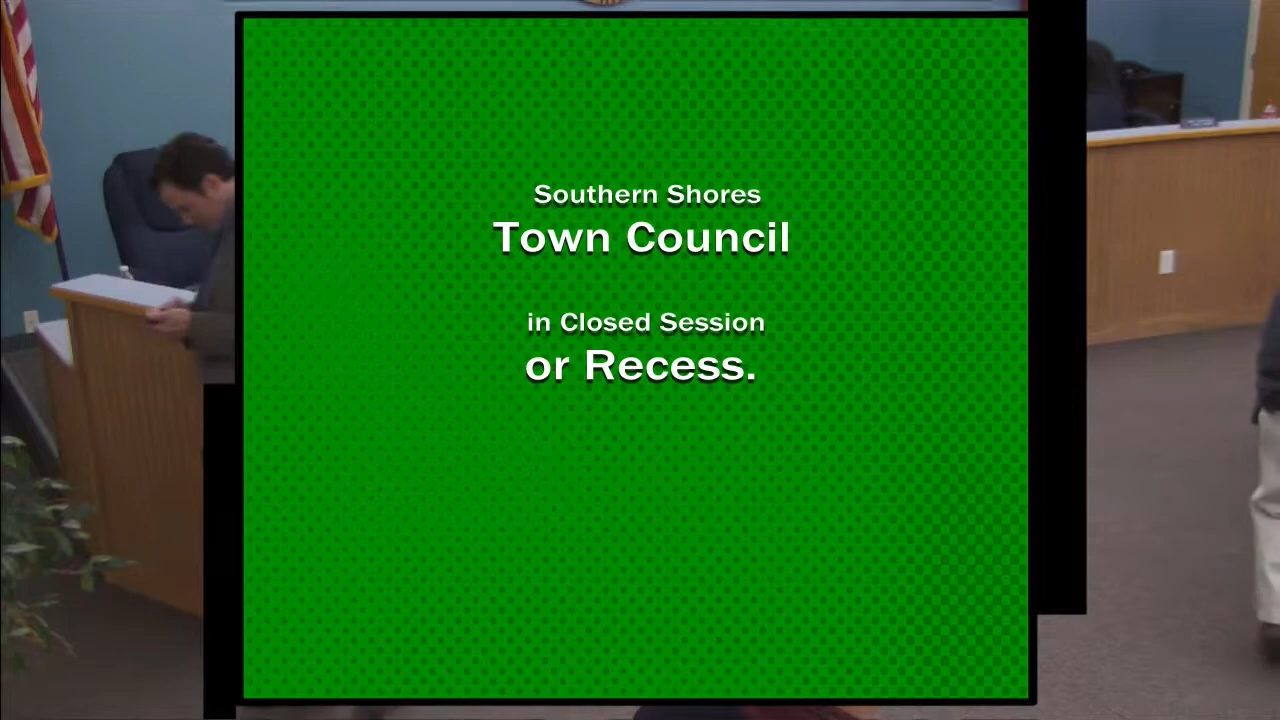 Southern Shores
Town Council
in Closed Session
or Recess.